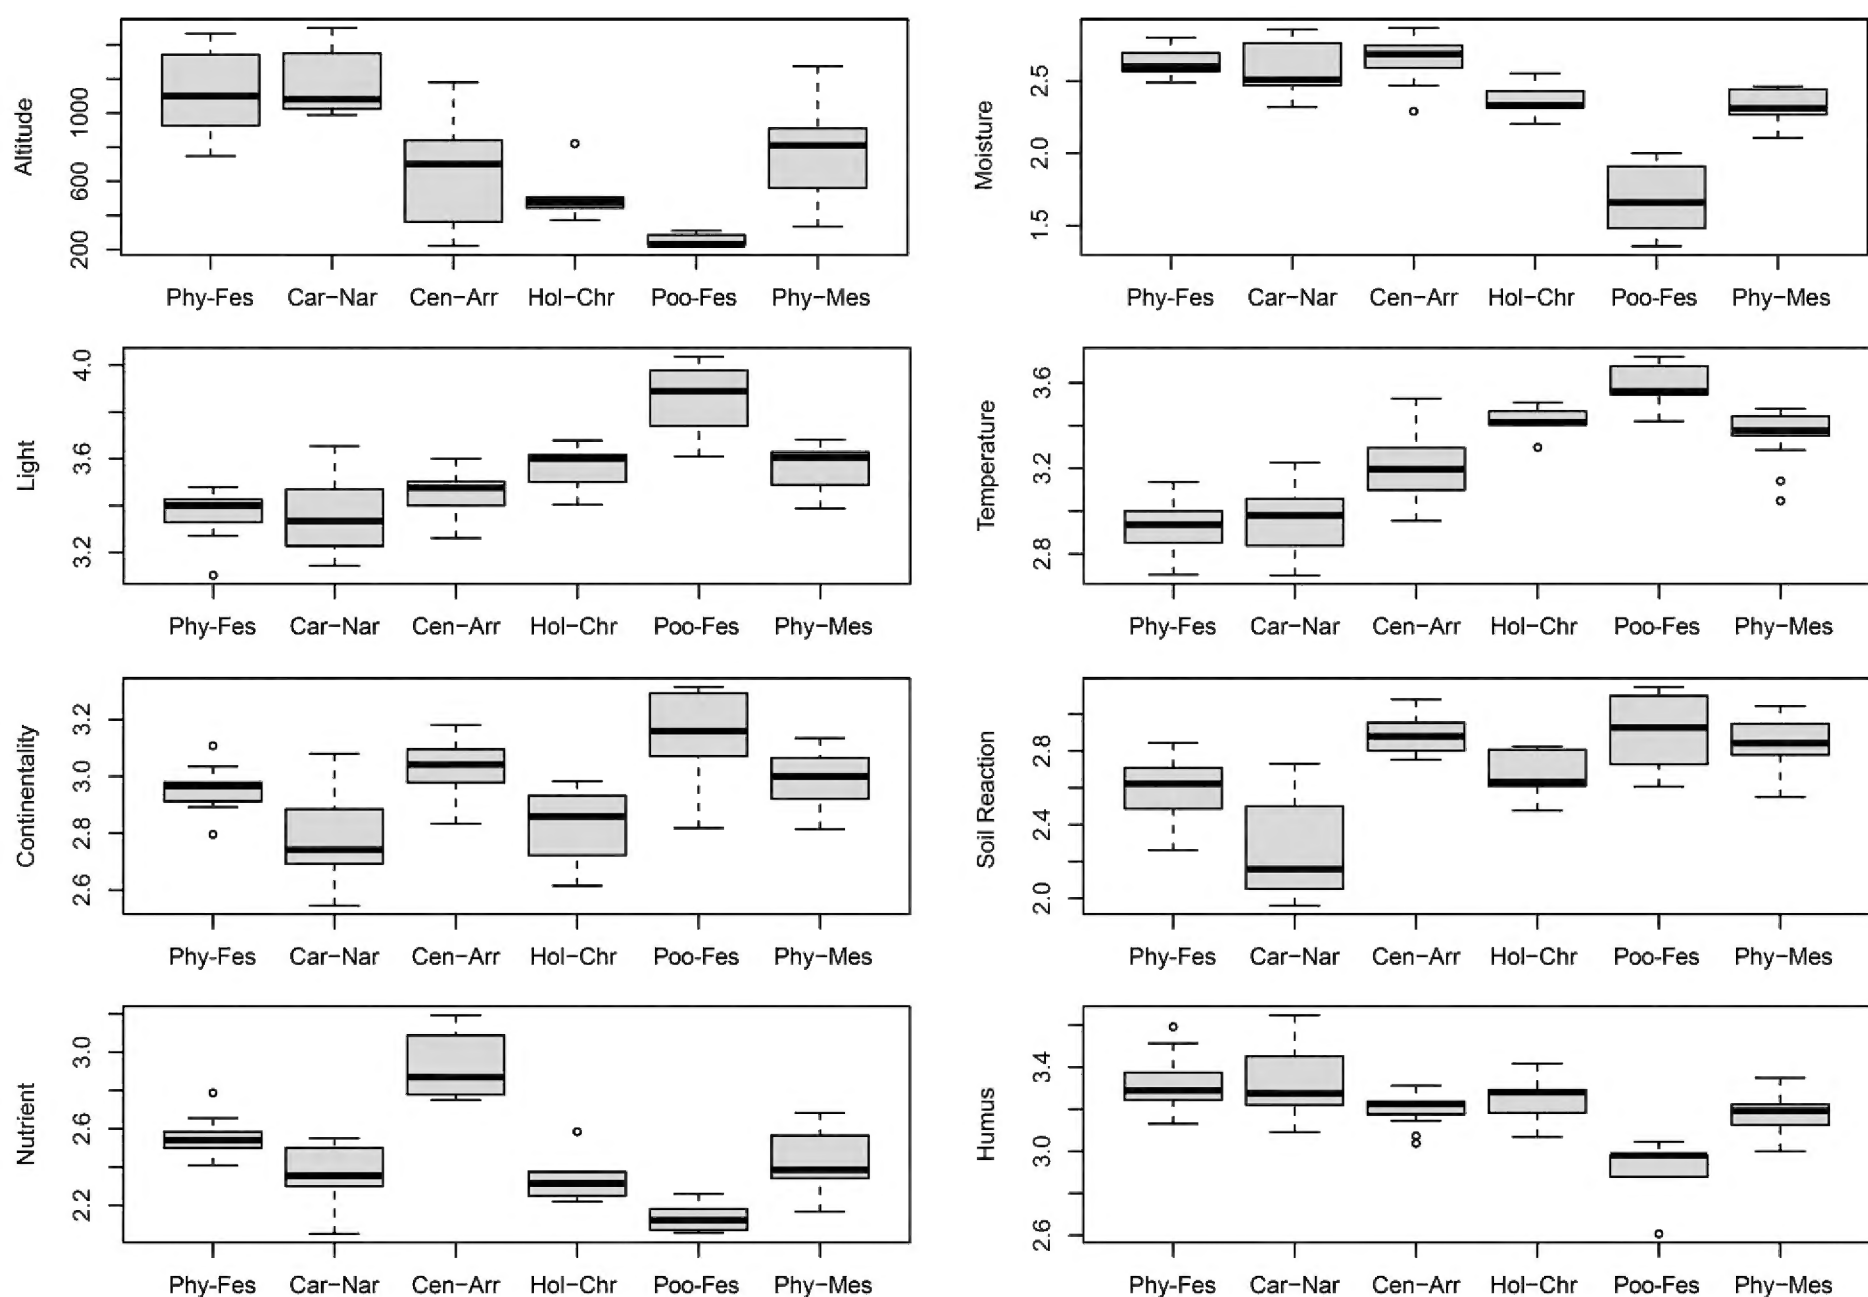 Altitude
1000
600
200
Phy-Fes Car-Nar Cen-Arr Hol-Chr Poo-Fes Phy-Mes
Moisture
2.5
2.0
1.5
Phy-Fes Car-Nar Cen-Arr Hol-Chr Poo-Fes Phy-Mes
Light
4.0
3.6
3.2
Phy-Fes Car-Nar Cen-Arr Hol-Chr Poo-Fes Phy-Mes
Temperature
3.6
3.2
2.8
Phy-Fes Car-Nar Cen-Arr Hol-Chr Poo-Fes Phy-Mes
Continentality
3.2
3.0
2.8
2.6
Phy-Fes Car-Nar Cen-Arr Hol-Chr Poo-Fes Phy-Mes
Soil Reaction
2.8
2.4
2.0
Phy-Fes Car-Nar Cen-Arr Hol-Chr Poo-Fes Phy-Mes
Nutrient
3.0
2.6
2.2
Phy-Fes Car-Nar Cen-Arr Hol-Chr Poo-Fes Phy-Mes
Humus
3.4
3.0
2.6
Phy-Fes Car-Nar Cen-Arr Hol-Chr Poo-Fes Phy-Mes